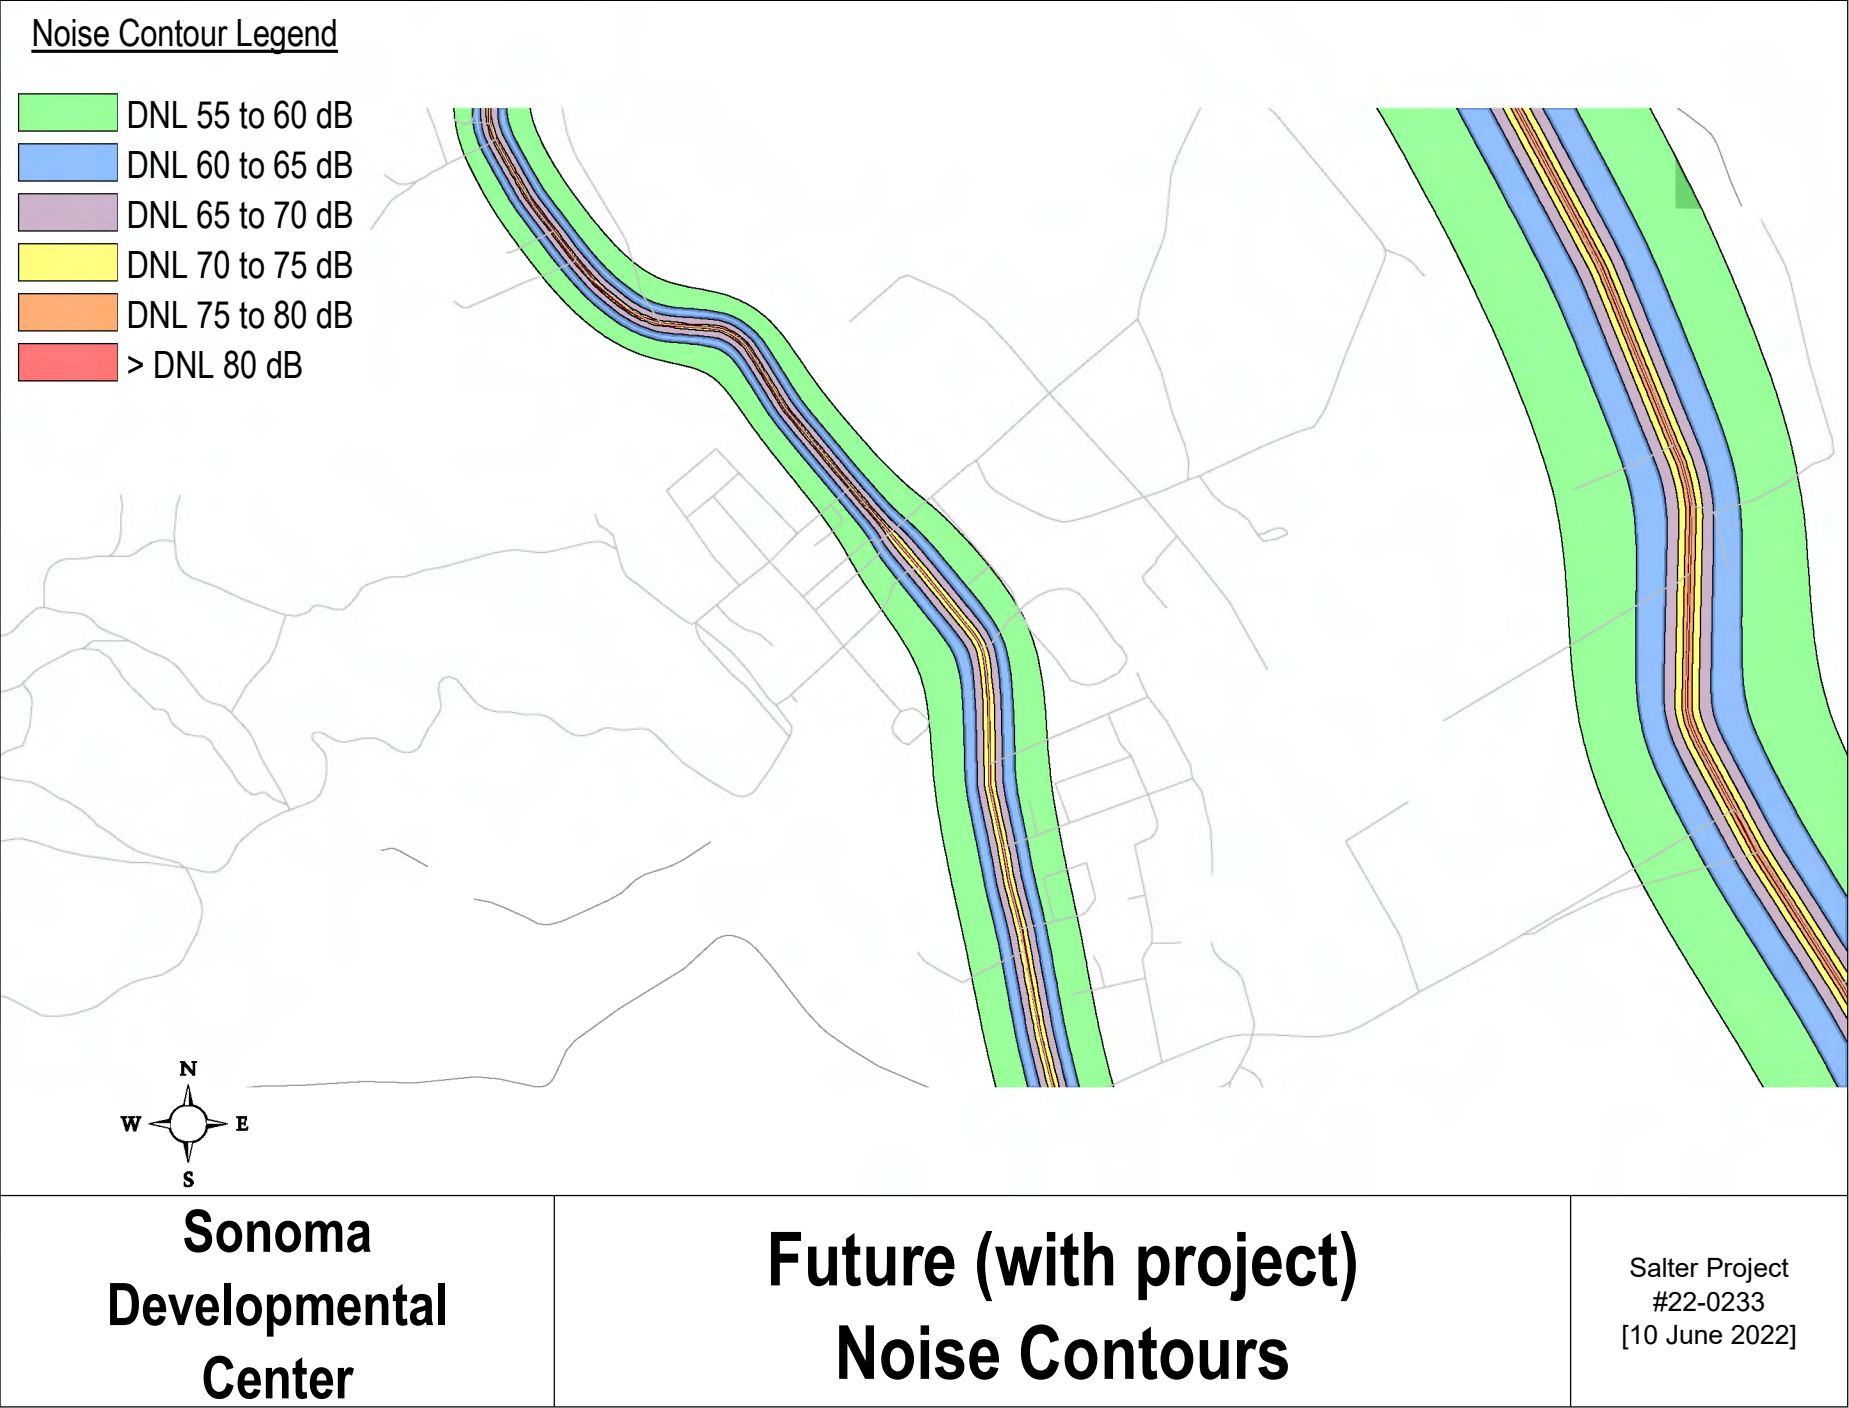 Noise Contour Legend
DNL 55 to 60 dB
DNL 60 to 65 dB
DNL 65 to 70 dB
DNL 70 to 75 dB
DNL 75 to 80 dB
> DNL 80 dB
N
W E
S
Sonoma
Developmental
Center
Future (with project)
Noise Contours
Salter Project
#22-0233
[10 June 2022]